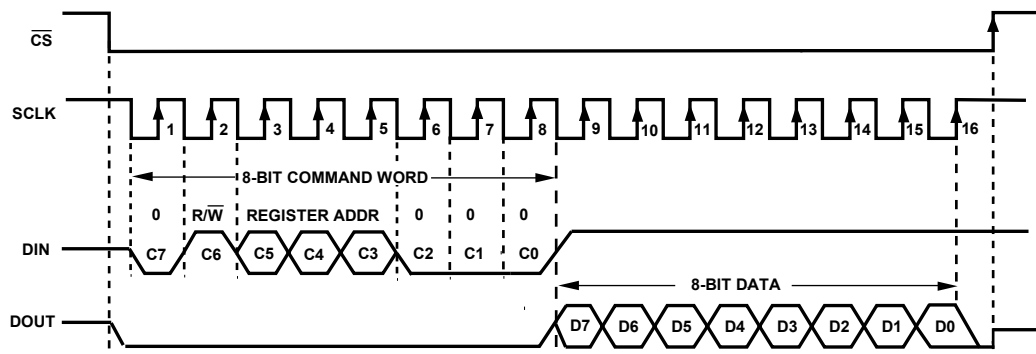 CS
SCLK
1 2 3 4 5 6 7 8 9 10 11 12 13 14 15 16
8-BIT COMMAND WORD
0 R/W REGISTER ADDR 0 0 0
DIN C7 C6 C5 C4 C3 C2 C1 C0
8-BIT DATA
DOUT D7 D6 D5 D4 D3 D2 D1 D0